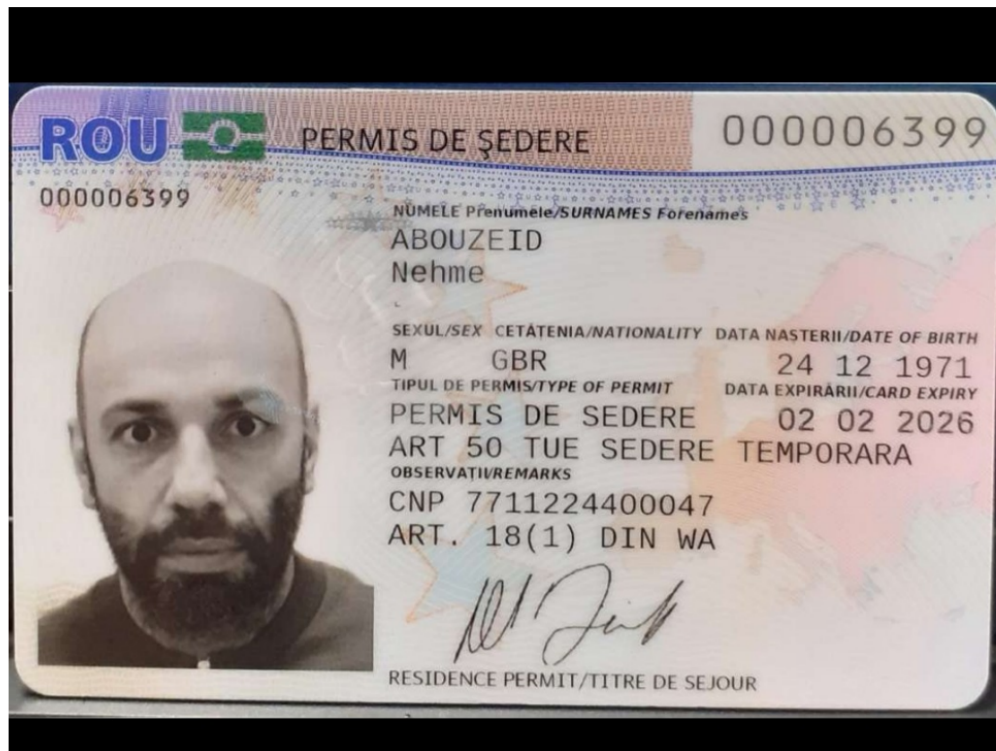 ROU PERMIS DE ȘEDERE 000006399
000006399
NUMELE Prenumele/SURNAMES Forenames
ABOUZEID
Nehme
SEXUL/SEX CETĂTENIA/NATIONALITY DATA NAȘTERII/DATE OF BIRTH
M GBR 24 12 1971
TIPUL DE PERMIS/TYPE OF PERMIT DATA EXPIRĂRII/CARD EXPIRY
PERMIS DE SEDERE 02 02 2026
ART 50 TUE SEDERE TEMPORARA
OBSERVAȚII/REMARKS
CNP 7711224400047
ART. 18(1) DIN WA
RESIDENCE PERMIT/TITRE DE SEJOUR